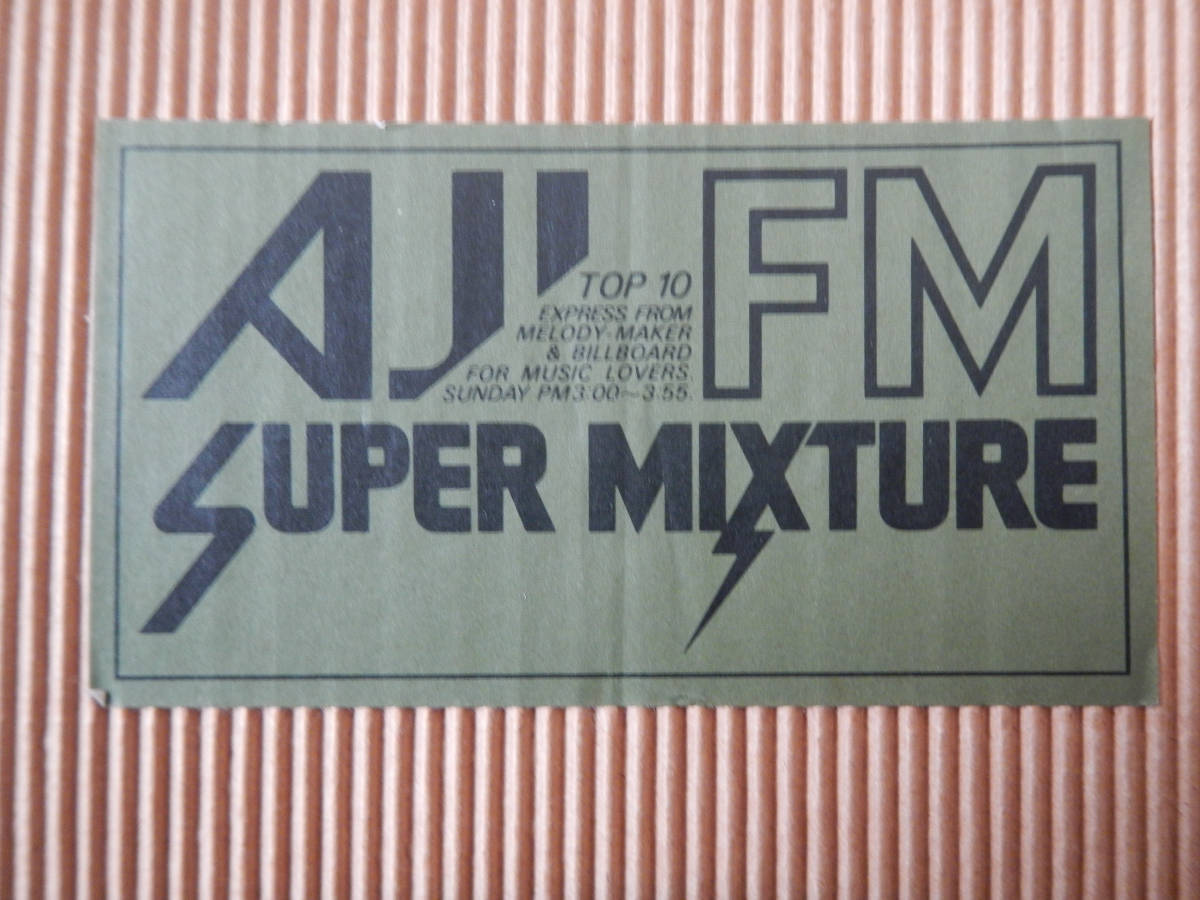 AJ' FM
TOP 10
EXPRESS FROM
MELODY-MAKER
& BILLBOARD
FOR MUSIC LOVERS.
SUNDAY PM3:00~3:55.
SUPER MIXTURE